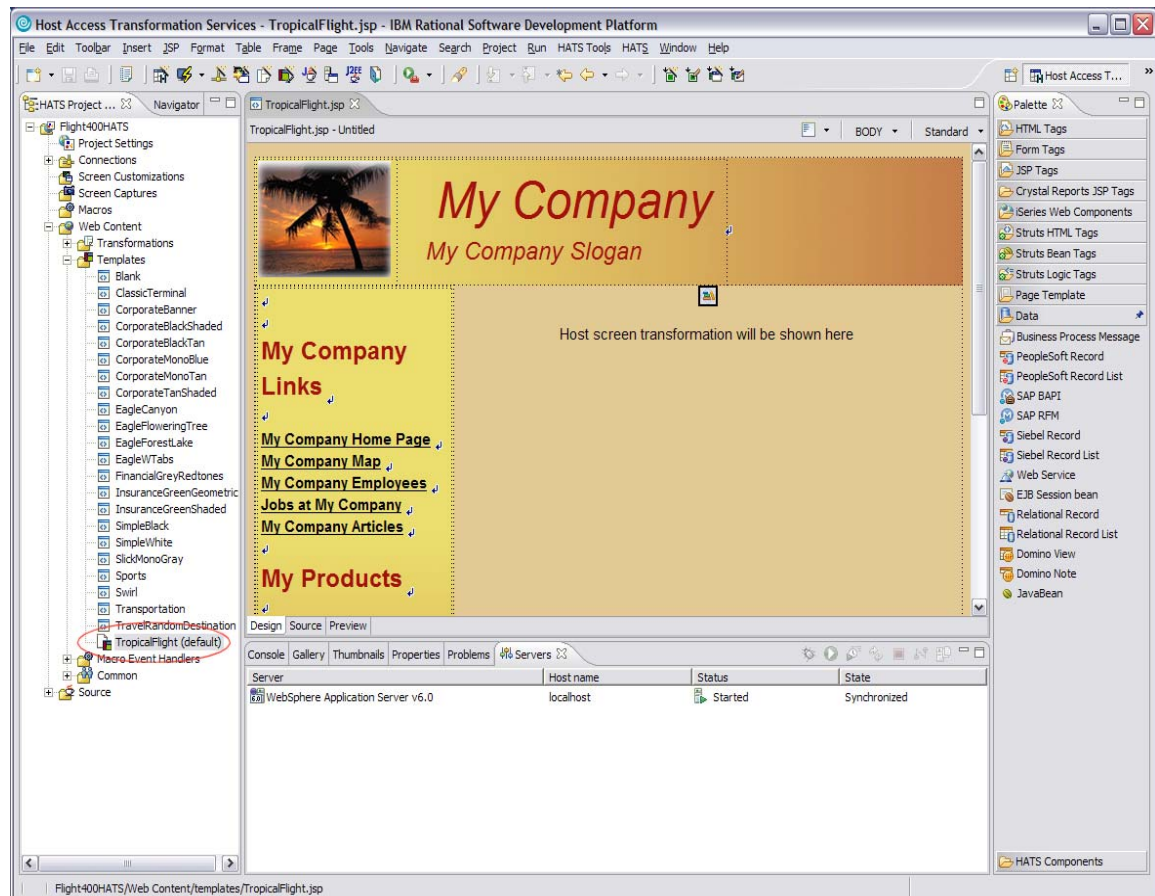 Host Access Transformation Services - TropicalFlight.jsp - IBM Rational Software Development Platform
File Edit Toolbar Insert JSP Format Table Frame Page Tools Navigate Search Project Run HATS Tools HATS Window Help
Host Access T... »
HATS Project ... Navigator
Flight400HATS
Project Settings
Connections
Screen Customizations
Screen Captures
Macros
Web Content
Transformations
Templates
Blank
ClassicTerminal
CorporateBanner
CorporateBlackShaded
CorporateBlackTan
CorporateMonoBlue
CorporateMonoTan
CorporateTanShaded
EagleCanyon
EagleFloweringTree
EagleForestLake
EagleWTabs
FinancialGreyRedtones
InsuranceGreenGeometric
InsuranceGreenShaded
SimpleBlack
SimpleWhite
SlickMonoGray
Sports
Swirl
Transportation
TravelRandomDestination
TropicalFlight (default)
Macro Event Handlers
Common
Source
TropicalFlight.jsp
TropicalFlight.jsp - Untitled
BODY Standard
My Company
My Company Slogan
My Company
Links
My Company Home Page
My Company Map
My Company Employees
Jobs at My Company
My Company Articles
My Products
Host screen transformation will be shown here
Design Source Preview
Console Gallery Thumbnails Properties Problems Servers
Server Host name Status State
WebSphere Application Server v6.0 localhost Started Synchronized
Palette
HTML Tags
Form Tags
JSP Tags
Crystal Reports JSP Tags
iSeries Web Components
Struts HTML Tags
Struts Bean Tags
Struts Logic Tags
Page Template
Data
Business Process Message
PeopleSoft Record
PeopleSoft Record List
SAP BAPI
SAP RFM
Siebel Record
Siebel Record List
Web Service
EJB Session bean
Relational Record
Relational Record List
Domino View
Domino Note
JavaBean
HATS Components
Flight400HATS/Web Content/templates/TropicalFlight.jsp